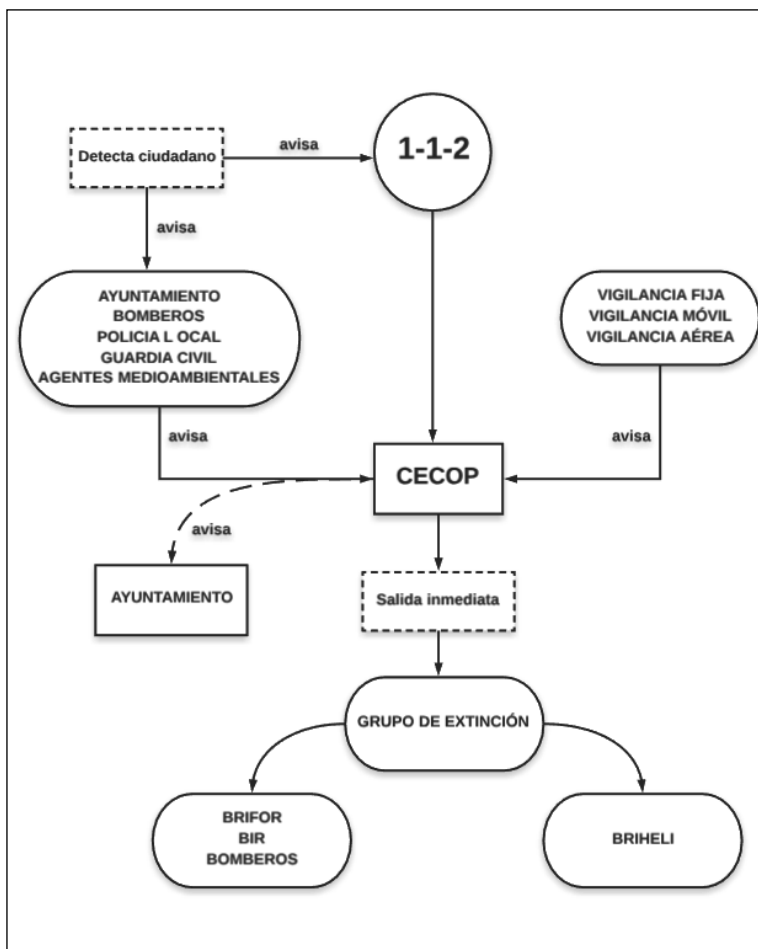 1-1-2
Detecta ciudadano
avisa
avisa
AYUNTAMIENTO
BOMBEROS
POLICIA L OCAL
GUARDIA CIVIL
AGENTES MEDIOAMBIENTALES
VIGILANCIA FIJA
VIGILANCIA MÓVIL
VIGILANCIA AÉREA
avisa
avisa
CECOP
avisa
AYUNTAMIENTO
Salida inmediata
GRUPO DE EXTINCIÓN
BRIFOR
BIR
BOMBEROS
BRIHELI